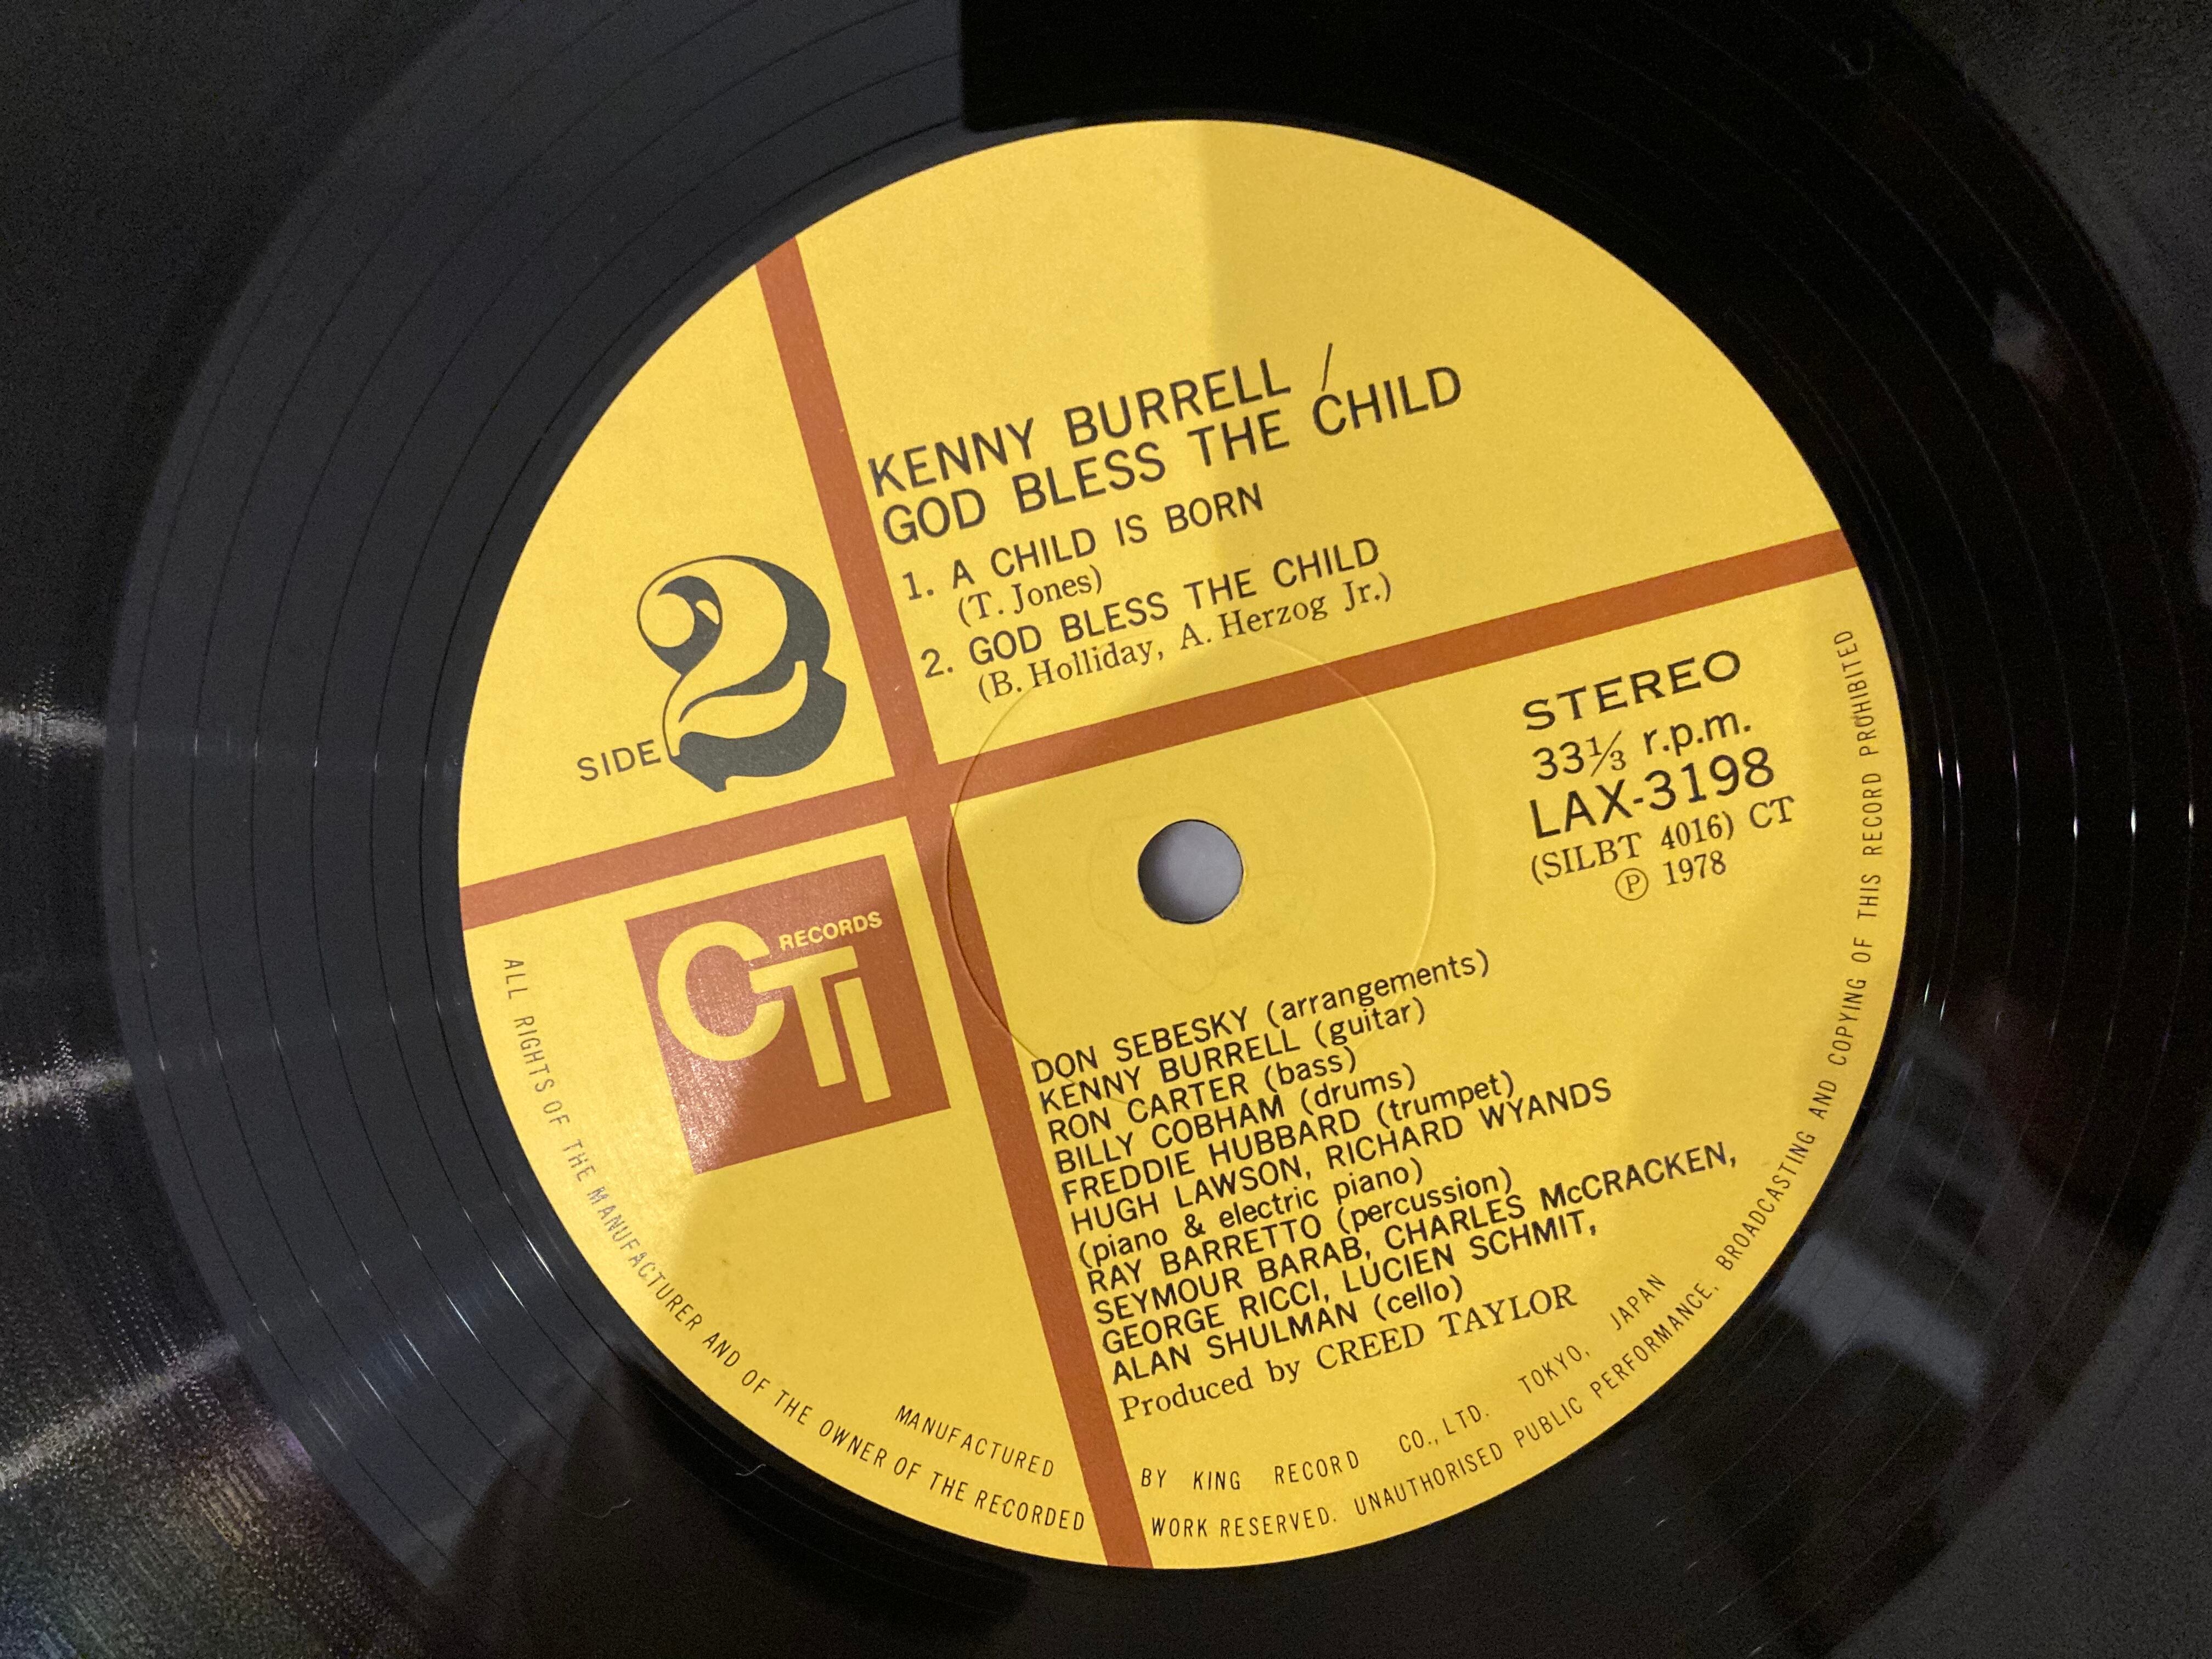 KENNY BURRELL /
GOD BLESS THE CHILD
1. A CHILD IS BORN
(T. Jones)
2. GOD BLESS THE CHILD
(B. Holliday, A. Herzog Jr.)
SIDE 2
STEREO
33⅓ r.p.m.
LAX-3198
(SILBT 4016) CT
Ⓟ 1978
CTI RECORDS
DON SEBESKY (arrangements)
KENNY BURRELL (guitar)
RON CARTER (bass)
BILLY COBHAM (drums)
FREDDIE HUBBARD (trumpet)
HUGH LAWSON, RICHARD WYANDS
(piano & electric piano)
RAY BARRETTO (percussion)
SEYMOUR BARAB, CHARLES McCRACKEN,
GEORGE RICCI, LUCIEN SCHMIT,
ALAN SHULMAN (cello)
Produced by CREED TAYLOR
MANUFACTURED BY KING RECORD CO., LTD. TOKYO, JAPAN
ALL RIGHTS OF THE MANUFACTURER AND OF THE OWNER OF THE RECORDED WORK RESERVED. UNAUTHORISED PUBLIC PERFORMANCE, BROADCASTING AND COPYING OF THIS RECORD PROHIBITED